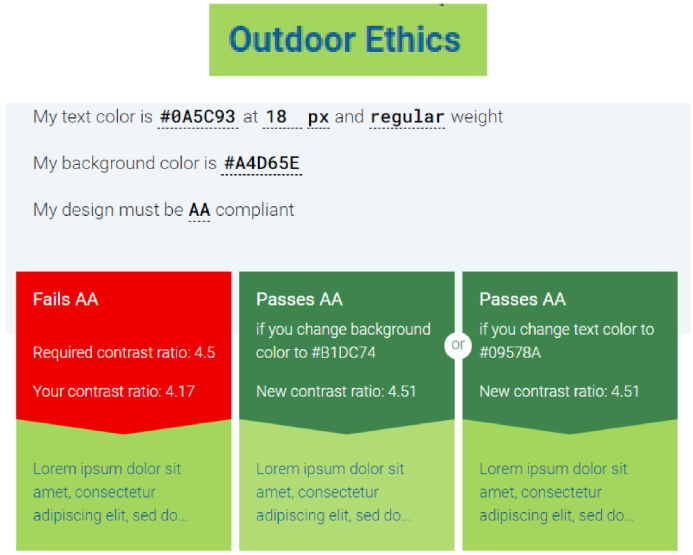 Outdoor Ethics
My text color is #0A5C93 at 18 px and regular weight
My background color is #A4D65E
My design must be AA compliant
Fails AA
Required contrast ratio: 4.5
Your contrast ratio: 4.17
Lorem ipsum dolor sit
amet, consectetur
adipiscing elit, sed do...
Passes AA
if you change background
color to #B1DC74
New contrast ratio: 4.51
Lorem ipsum dolor sit
amet, consectetur
adipiscing elit, sed do...
or
Passes AA
if you change text color to
#09578A
New contrast ratio: 4.51
Lorem ipsum dolor sit
amet, consectetur
adipiscing elit, sed do...